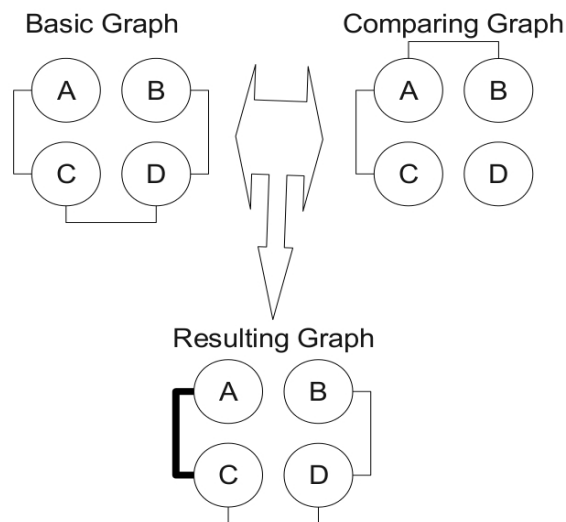 Basic Graph
Comparing Graph
A B
A B
C D
C D
Resulting Graph
A B
C D